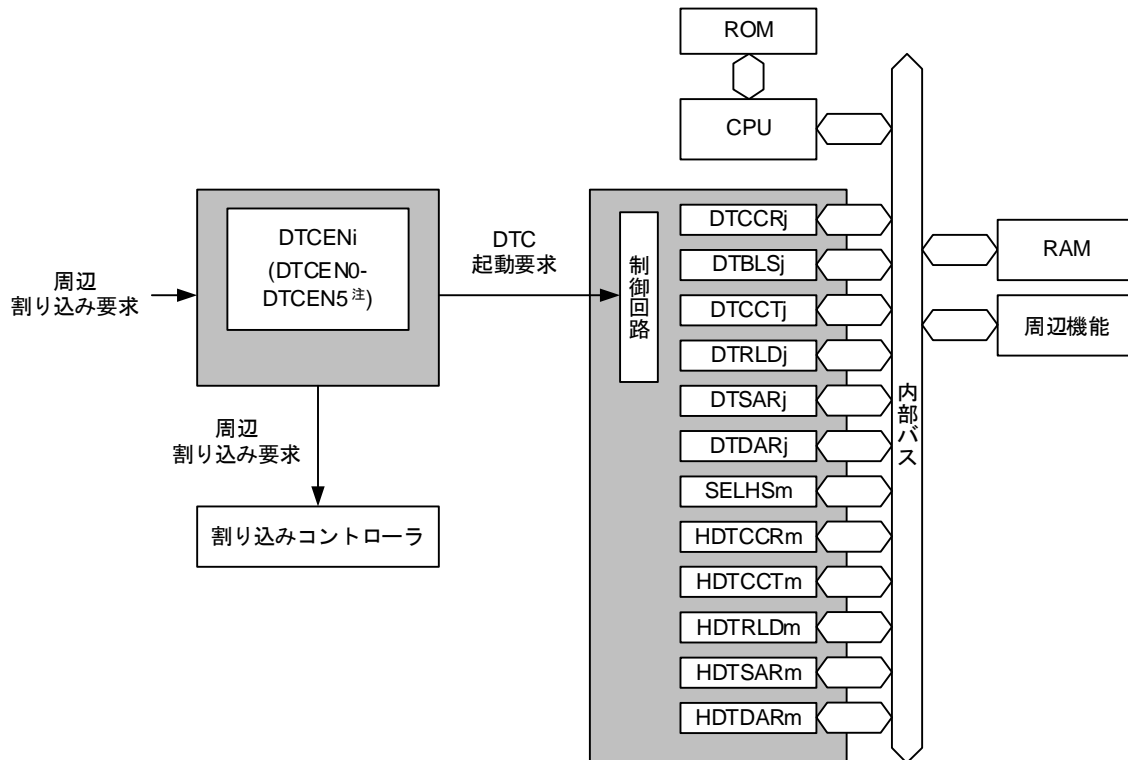 ROM
CPU
周辺
割り込み要求
DTCENi
(DTCEN0-
DTCEN5注)
DTC
起動要求
制御回路
DTCCRj
DTBLSj
DTCCTj
DTRLDj
DTSARj
DTDARj
SELHSm
HDTCCRm
HDTCCTm
HDTRLDm
HDTSARm
HDTDARm
内部バス
RAM
周辺機能
周辺
割り込み要求
割り込みコントローラ